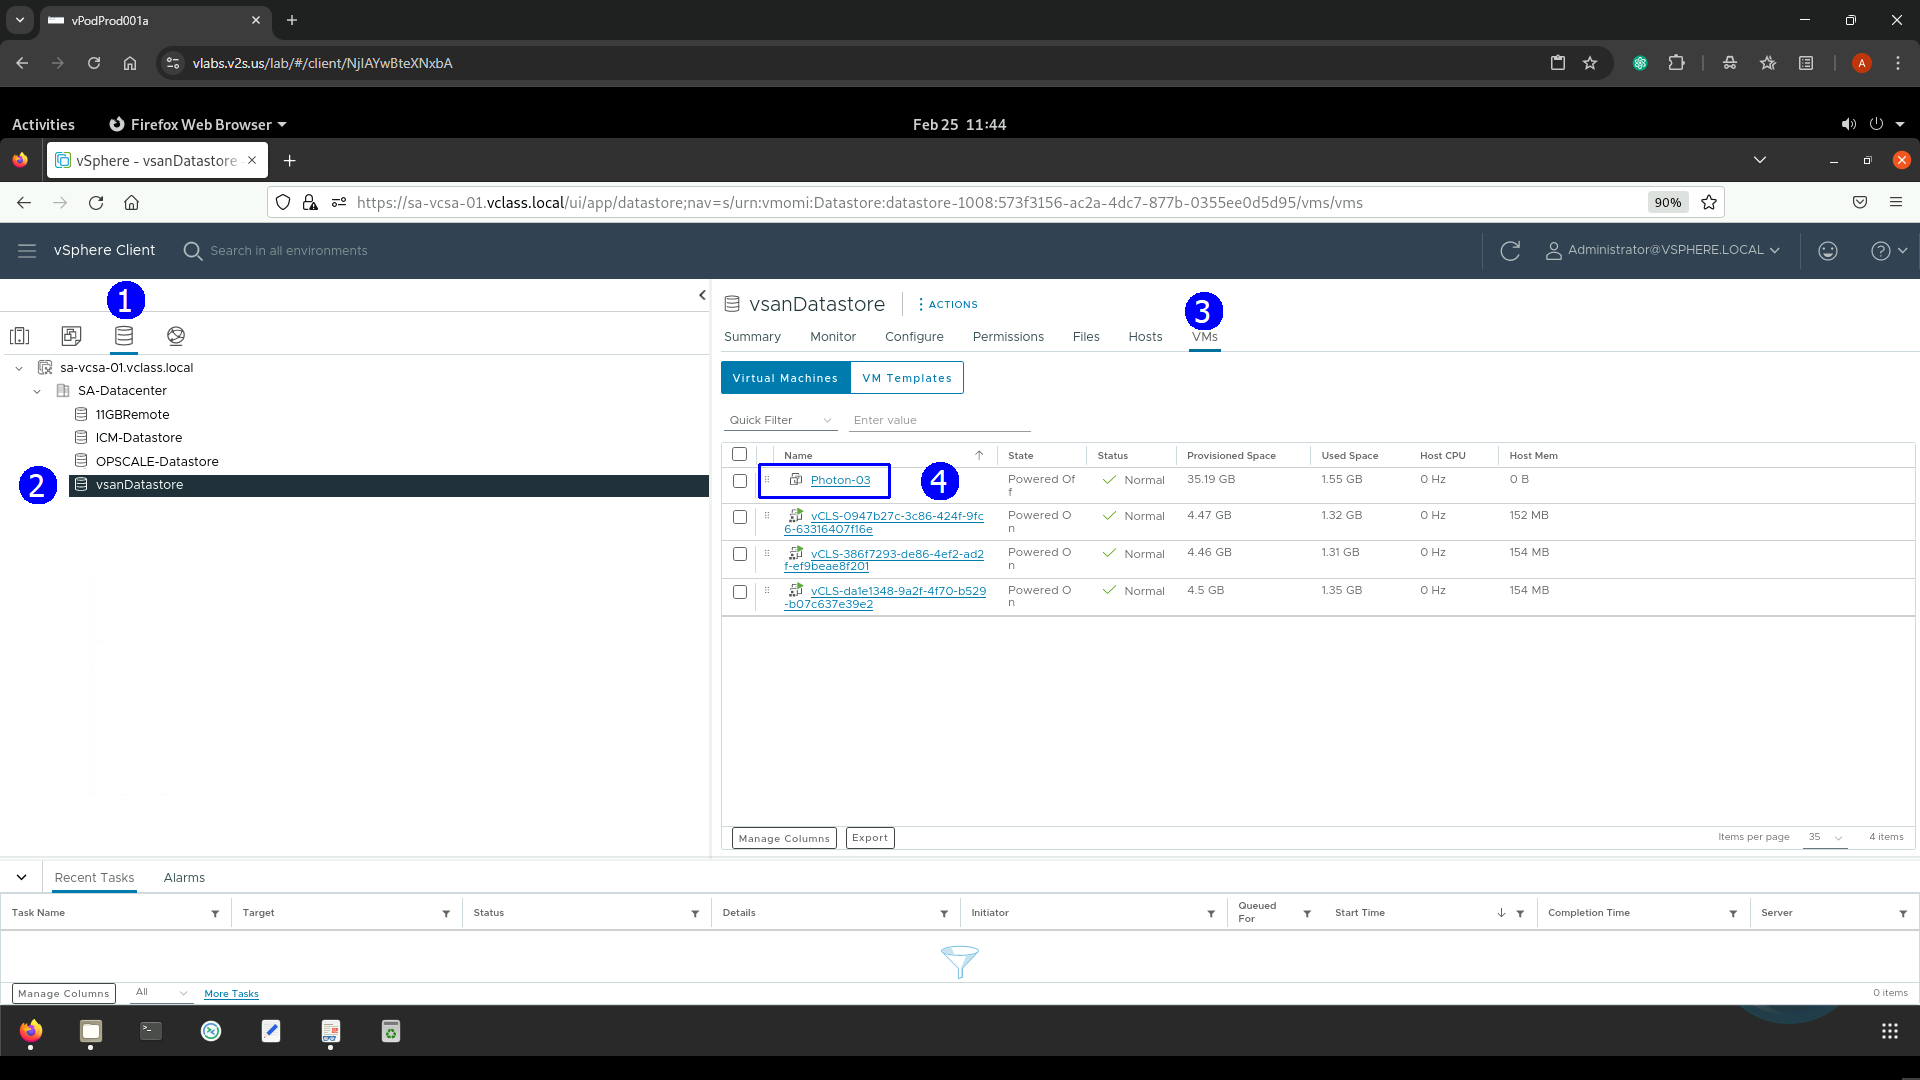 vPodProd001a
vlabs.v2s.us/lab/#/client/NjIAYwBteXNxbA
A
Activities
Firefox Web Browser
Feb 25 11:44
vSphere - vsanDatastore
https://sa-vcsa-01.vclass.local/ui/app/datastore;nav=s/urn:vmomi:Datastore:datastore-1008:573f3156-ac2a-4dc7-877b-0355ee0d5d95/vms/vms
90%
vSphere Client
Search in all environments
Administrator@VSPHERE.LOCAL
1
sa-vcsa-01.vclass.local
SA-Datacenter
11GBRemote
ICM-Datastore
OPSCALE-Datastore
2
vsanDatastore
vsanDatastore
ACTIONS
3
Summary Monitor Configure Permissions Files Hosts VMs
Virtual Machines VM Templates
Quick Filter Enter value
Name State Status Provisioned Space Used Space Host CPU Host Mem
Photon-03 4 Powered Of Normal 35.19 GB 1.55 GB 0 Hz 0 B
f
vCLS-0947b27c-3c86-424f-9fc Powered O Normal 4.47 GB 1.32 GB 0 Hz 152 MB
6-63316407f16e n
vCLS-386f7293-de86-4ef2-ad2 Powered O Normal 4.46 GB 1.31 GB 0 Hz 154 MB
f-ef9beae8f201 n
vCLS-da1e1348-9a2f-4f70-b529 Powered O Normal 4.5 GB 1.35 GB 0 Hz 154 MB
-b07c637e39e2 n
Manage Columns Export Items per page 35 4 items
Recent Tasks Alarms
Task Name Target Status Details Initiator Queued For Start Time Completion Time Server
Manage Columns All More Tasks 0 items